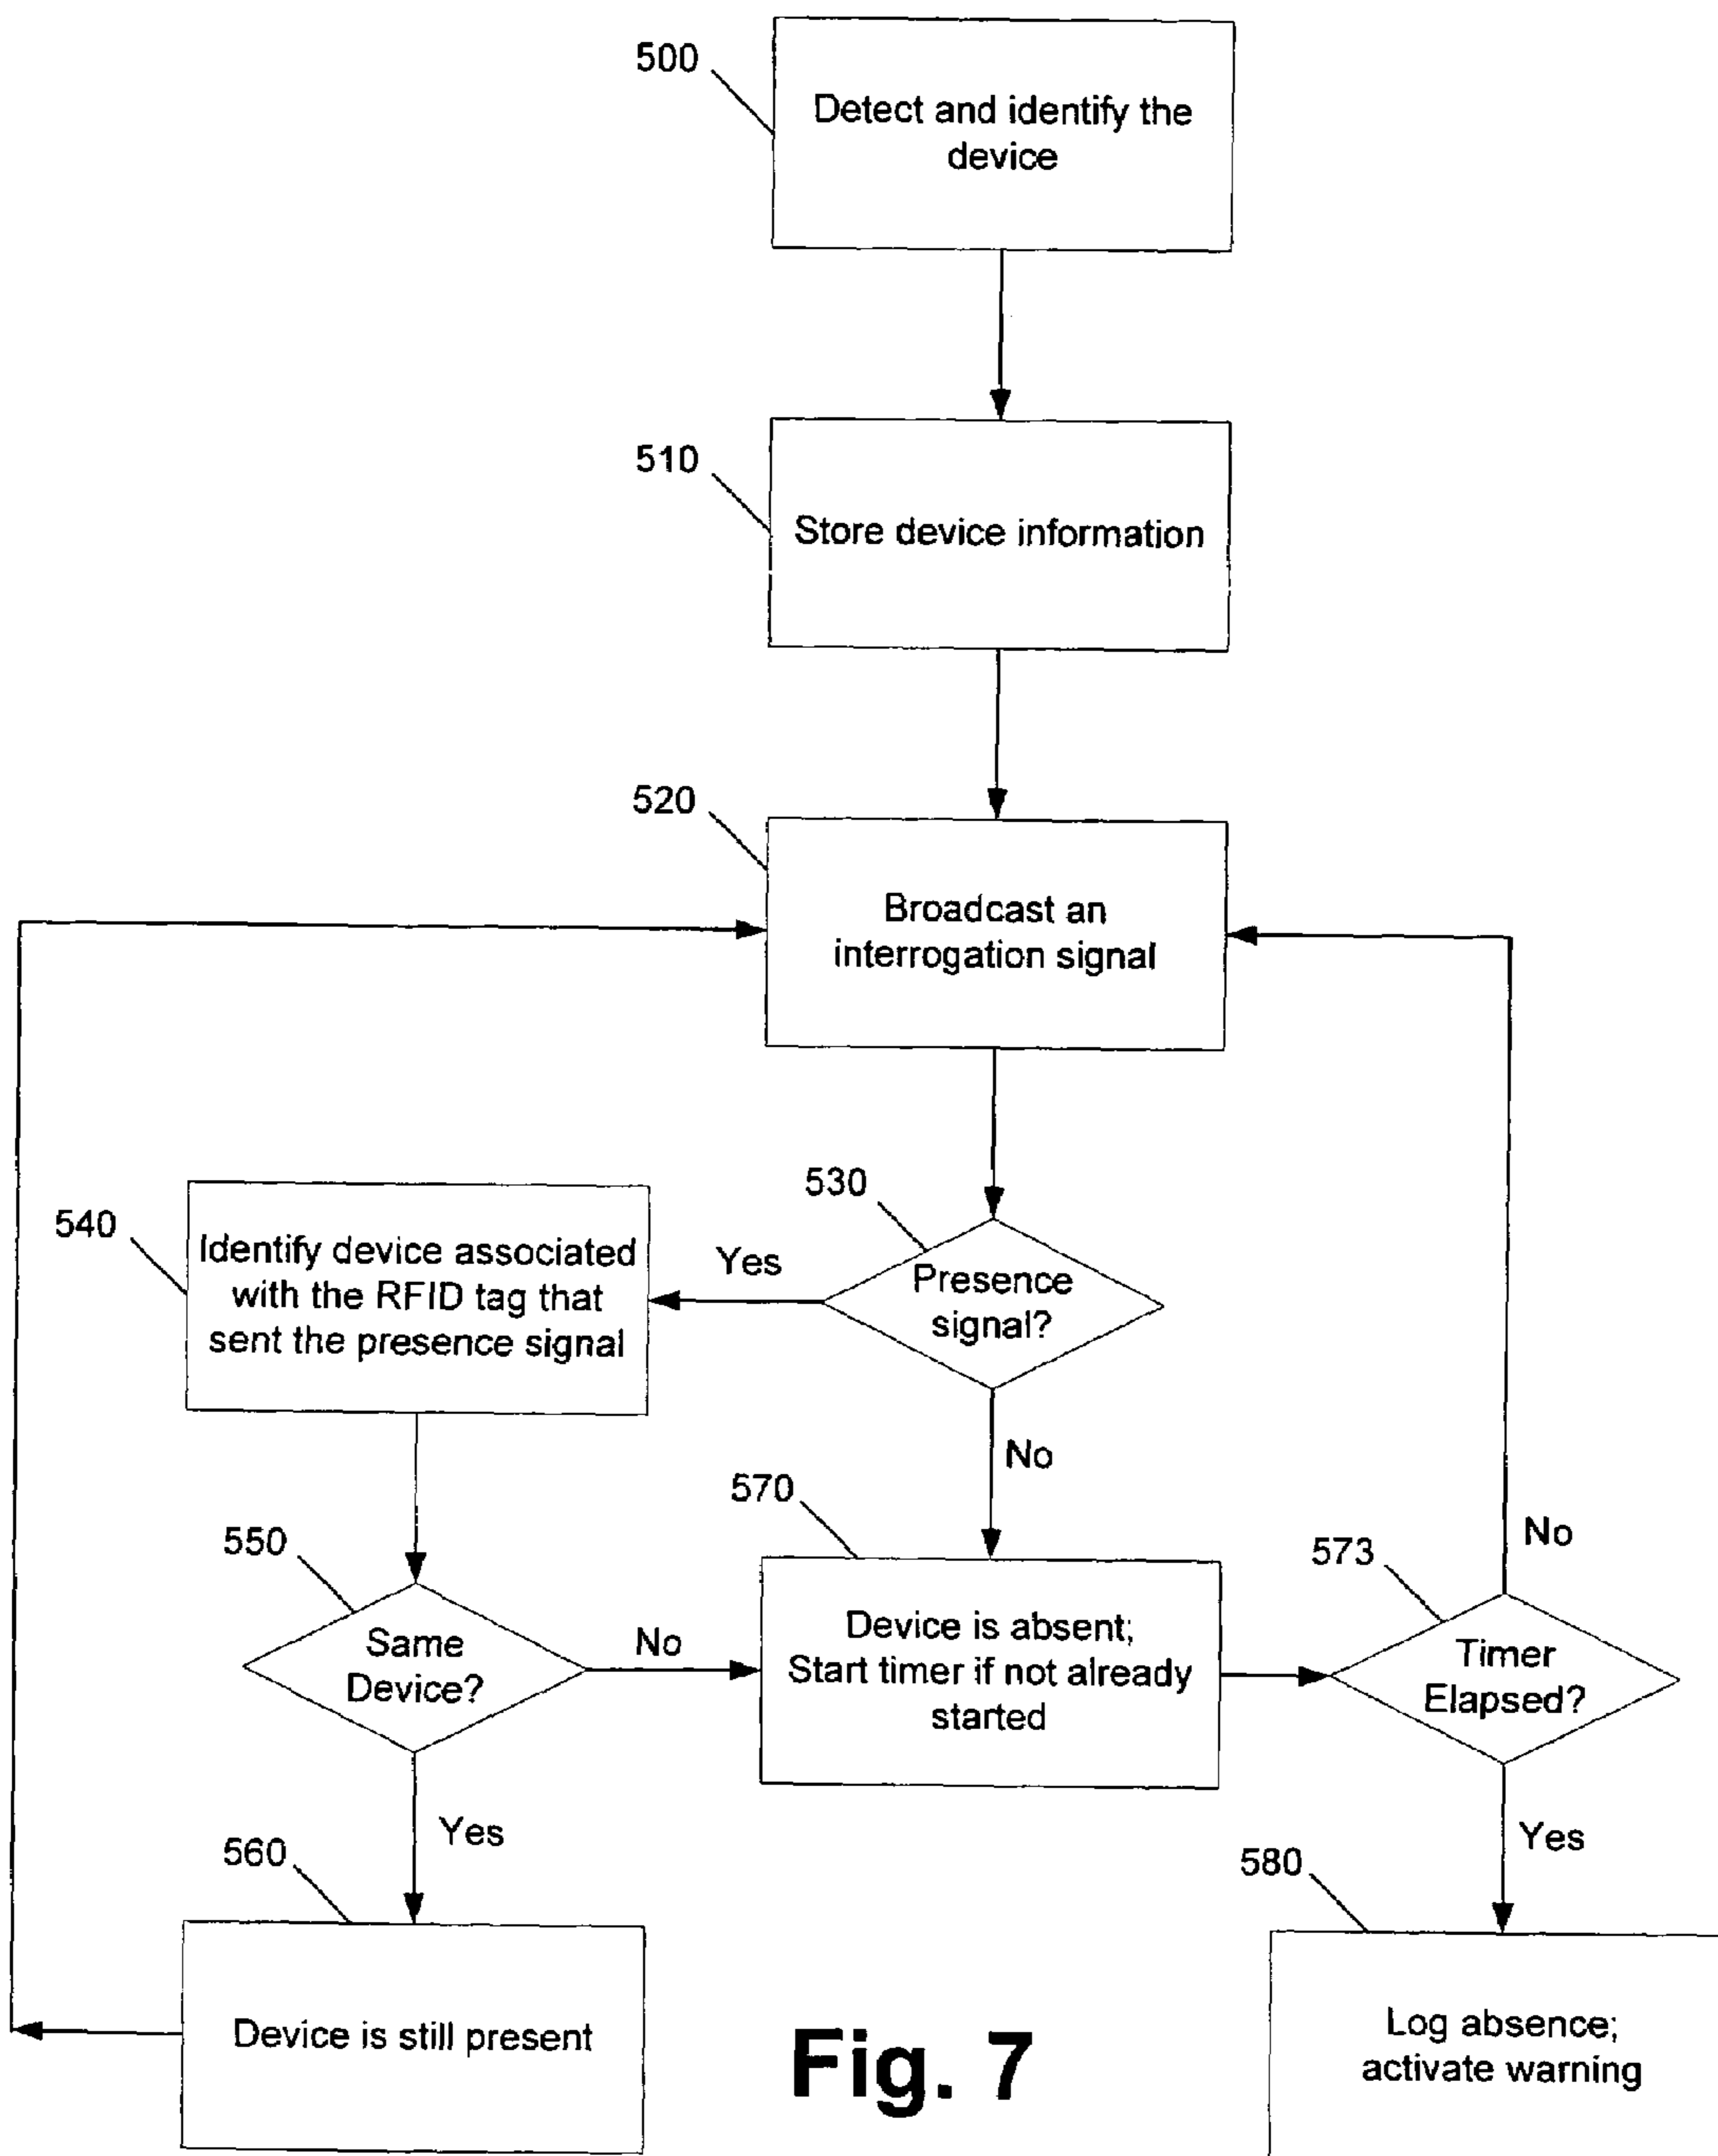 500
Detect and identify the
device
510
Store device information
520
Broadcast an
interrogation signal
530
Presence
signal?
Yes
No
540
Identify device associated
with the RFID tag that
sent the presence signal
550
Same
Device?
No
Yes
570
Device is absent;
Start timer if not already
started
573
Timer
Elapsed?
No
Yes
560
Device is still present
580
Log absence;
activate warning
Fig. 7